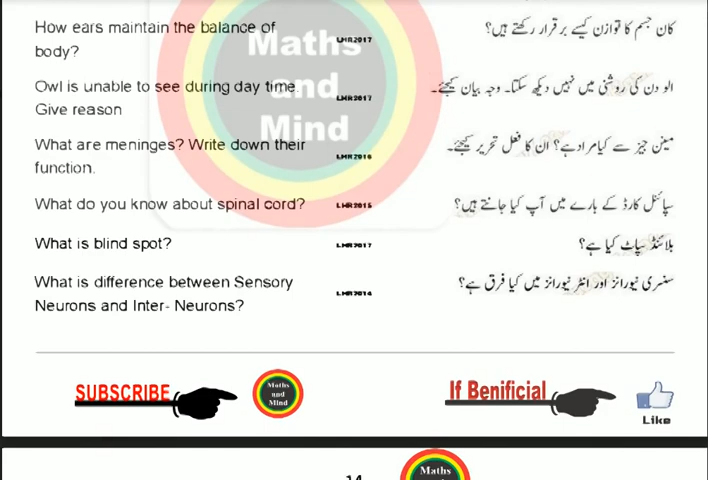 How ears maintain the balance of LHR2017 کان جسم کا توازن کیسے برقرار رکھتے ہیں؟
body?
Owl is unable to see during day time. LHR2017 الو دن کی روشنی میں نہیں دیکھ سکتا۔ وجہ بیان کیجئے۔
Give reason
What are meninges? Write down their LHR2016 مینن جیز سے کیا مراد ہے؟ ان کا فعل تحریر کیجئے۔
function.
What do you know about spinal cord? LHR2015 سپائنل کارڈ کے بارے میں آپ کیا جانتے ہیں؟
What is blind spot? LHR2017 بلائنڈ سپاٹ کیا ہے؟
What is difference between Sensory LHR2014 سنسری نیورانز اور انٹر نیورانز میں کیا فرق ہے؟
Neurons and Inter- Neurons?
Maths
and
Mind
SUBSCRIBE
Maths
and
Mind
If Benificial
Like
14
Maths